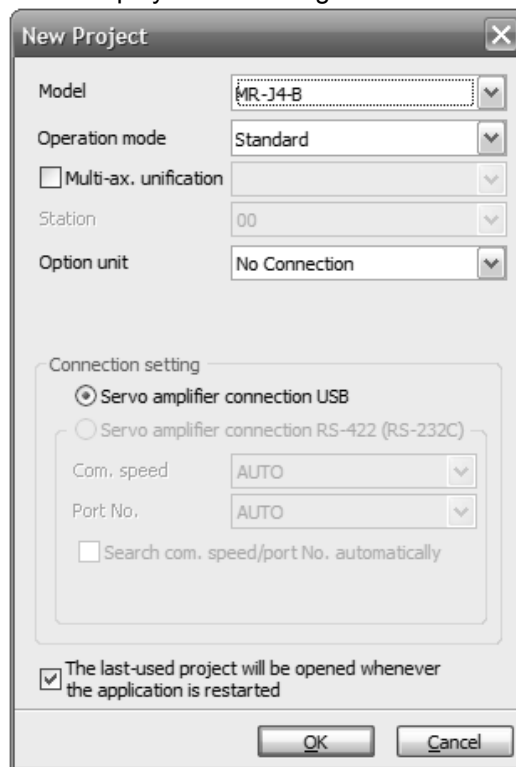 New Project
Model MR-J4-B
Operation mode Standard
Multi-ax. unification
Station 00
Option unit No Connection
Connection setting
Servo amplifier connection USB
Servo amplifier connection RS-422 (RS-232C)
Com. speed AUTO
Port No. AUTO
Search com. speed/port No. automatically
The last-used project will be opened whenever
the application is restarted
OK Cancel